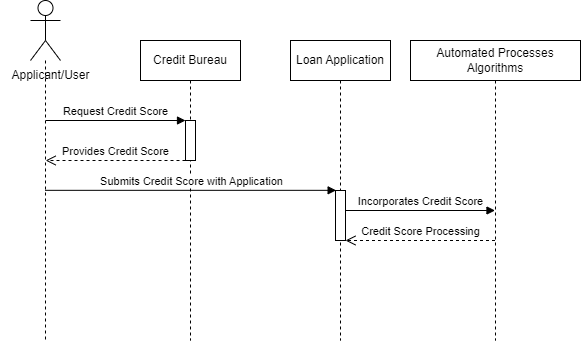 Applicant/User
Credit Bureau
Loan Application
Automated Processes
Algorithms
Request Credit Score
Provides Credit Score
Submits Credit Score with Application
Incorporates Credit Score
Credit Score Processing